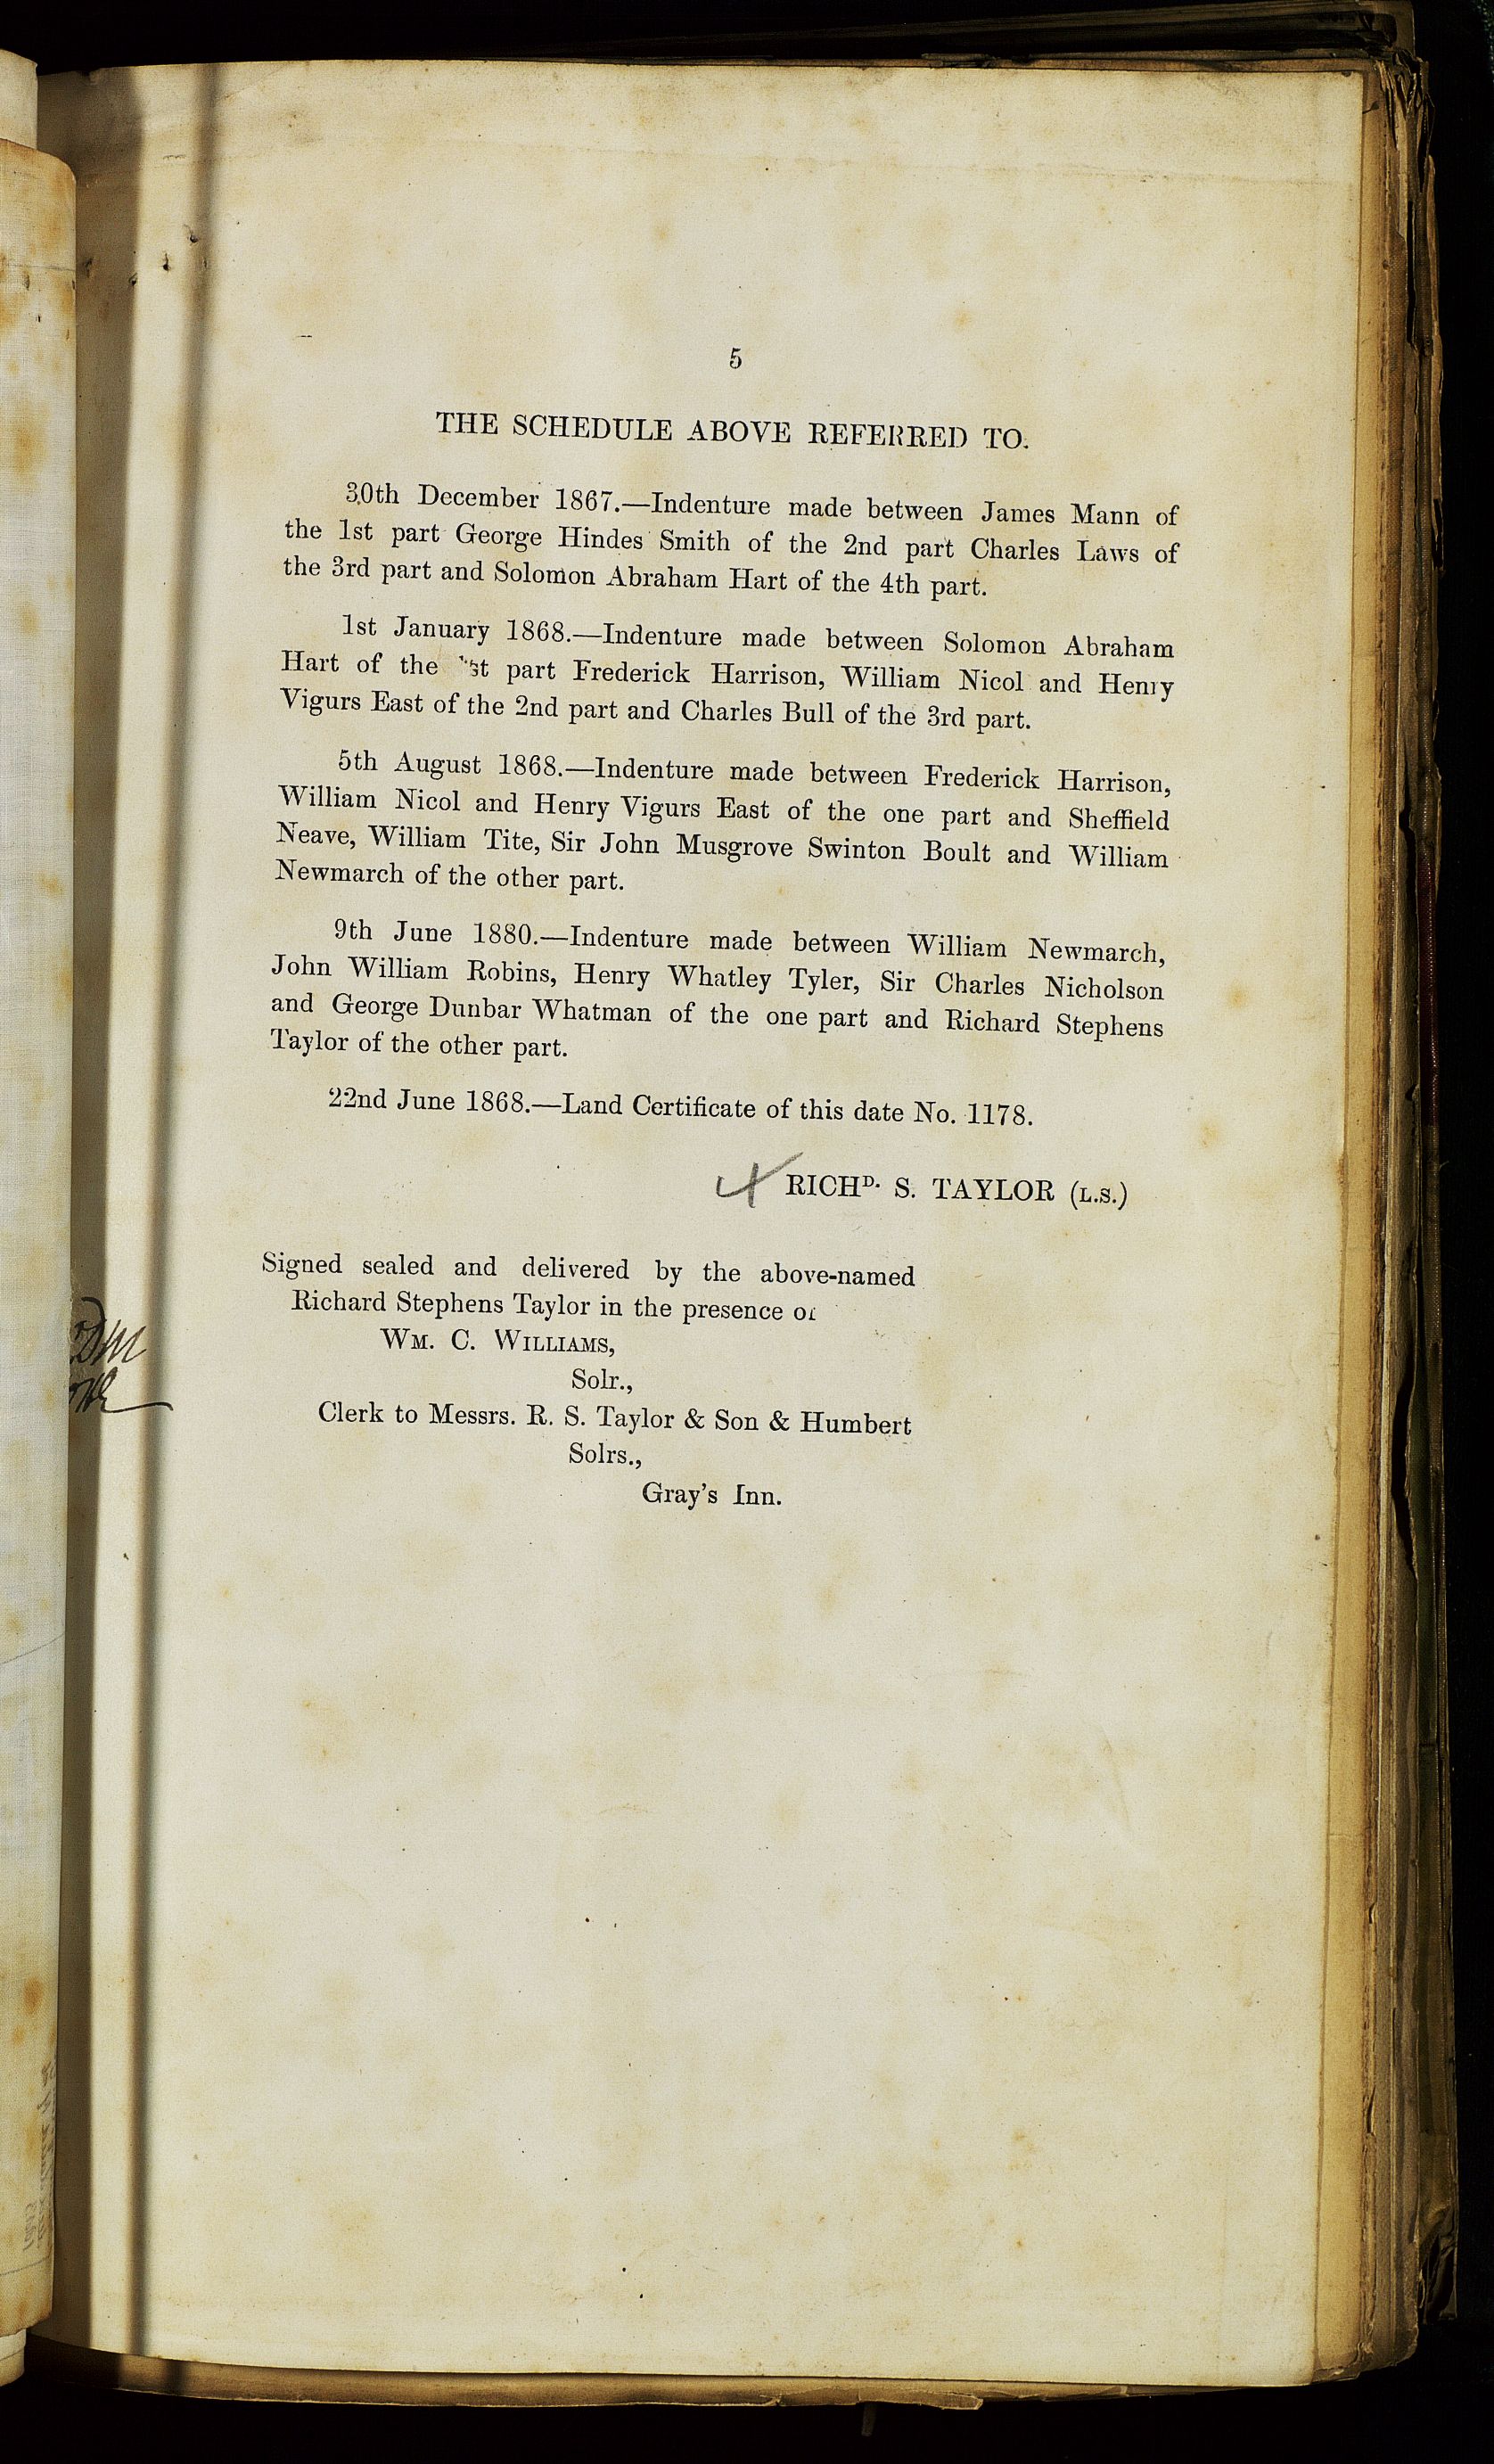 5
THE SCHEDULE ABOVE REFERRED TO.
30th December 1867.—Indenture made between James Mann of
the 1st part George Hindes Smith of the 2nd part Charles Laws of
the 3rd part and Solomon Abraham Hart of the 4th part.
1st January 1868.—Indenture made between Solomon Abraham
Hart of the 1st part Frederick Harrison, William Nicol and Henry
Vigurs East of the 2nd part and Charles Bull of the 3rd part.
5th August 1868.—Indenture made between Frederick Harrison,
William Nicol and Henry Vigurs East of the one part and Sheffield
Neave, William Tite, Sir John Musgrove Swinton Boult and William
Newmarch of the other part.
9th June 1880.—Indenture made between William Newmarch,
John William Robins, Henry Whatley Tyler, Sir Charles Nicholson
and George Dunbar Whatman of the one part and Richard Stephens
Taylor of the other part.
22nd June 1868.—Land Certificate of this date No. 1178.
RICHD. S. TAYLOR (L.S.)
Signed sealed and delivered by the above-named
Richard Stephens Taylor in the presence of
WM. C. WILLIAMS,
Solr.,
Clerk to Messrs. R. S. Taylor & Son & Humbert
Solrs.,
Gray's Inn.